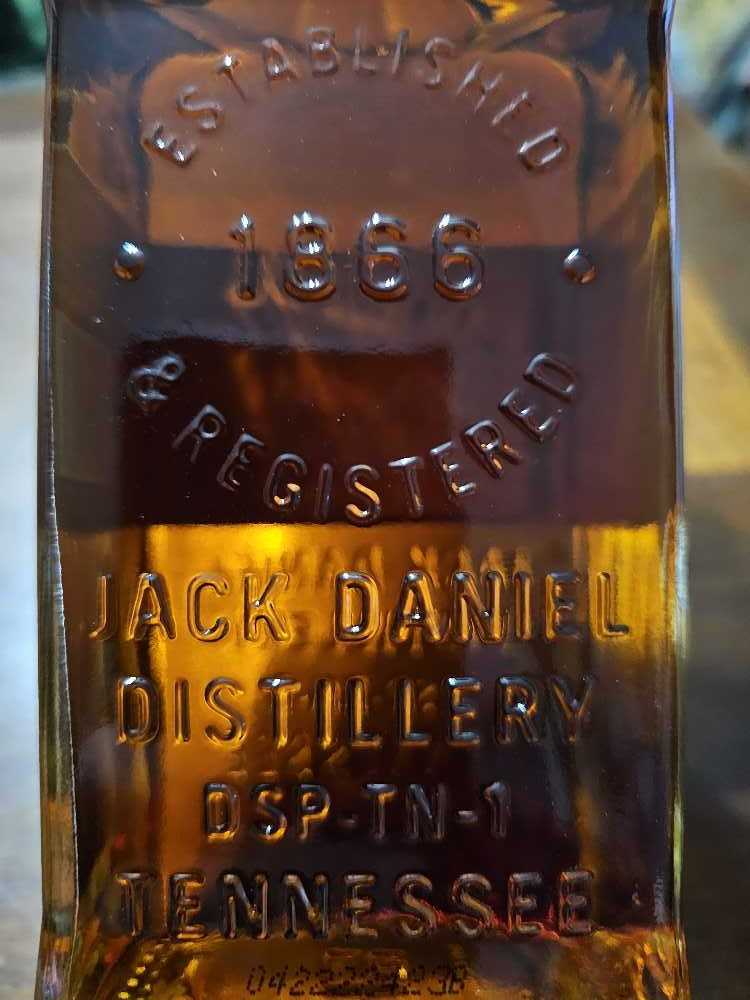 ESTABLISHED
• 1866 •
& REGISTERED
JACK DANIEL
DISTILLERY
DSP-TN-1
TENNESSEE